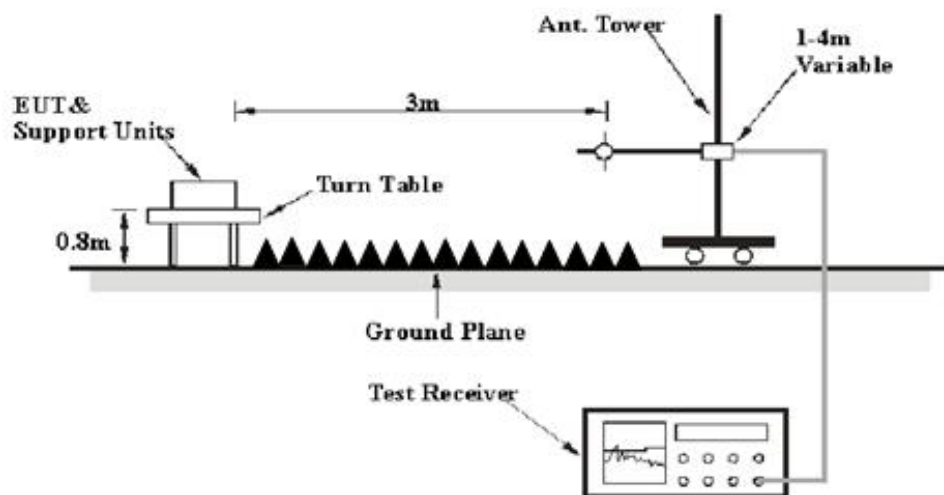 Ant. Tower
1-4m
Variable
3m
EUT&
Support Units
Turn Table
0.8m
Ground Plane
Test Receiver